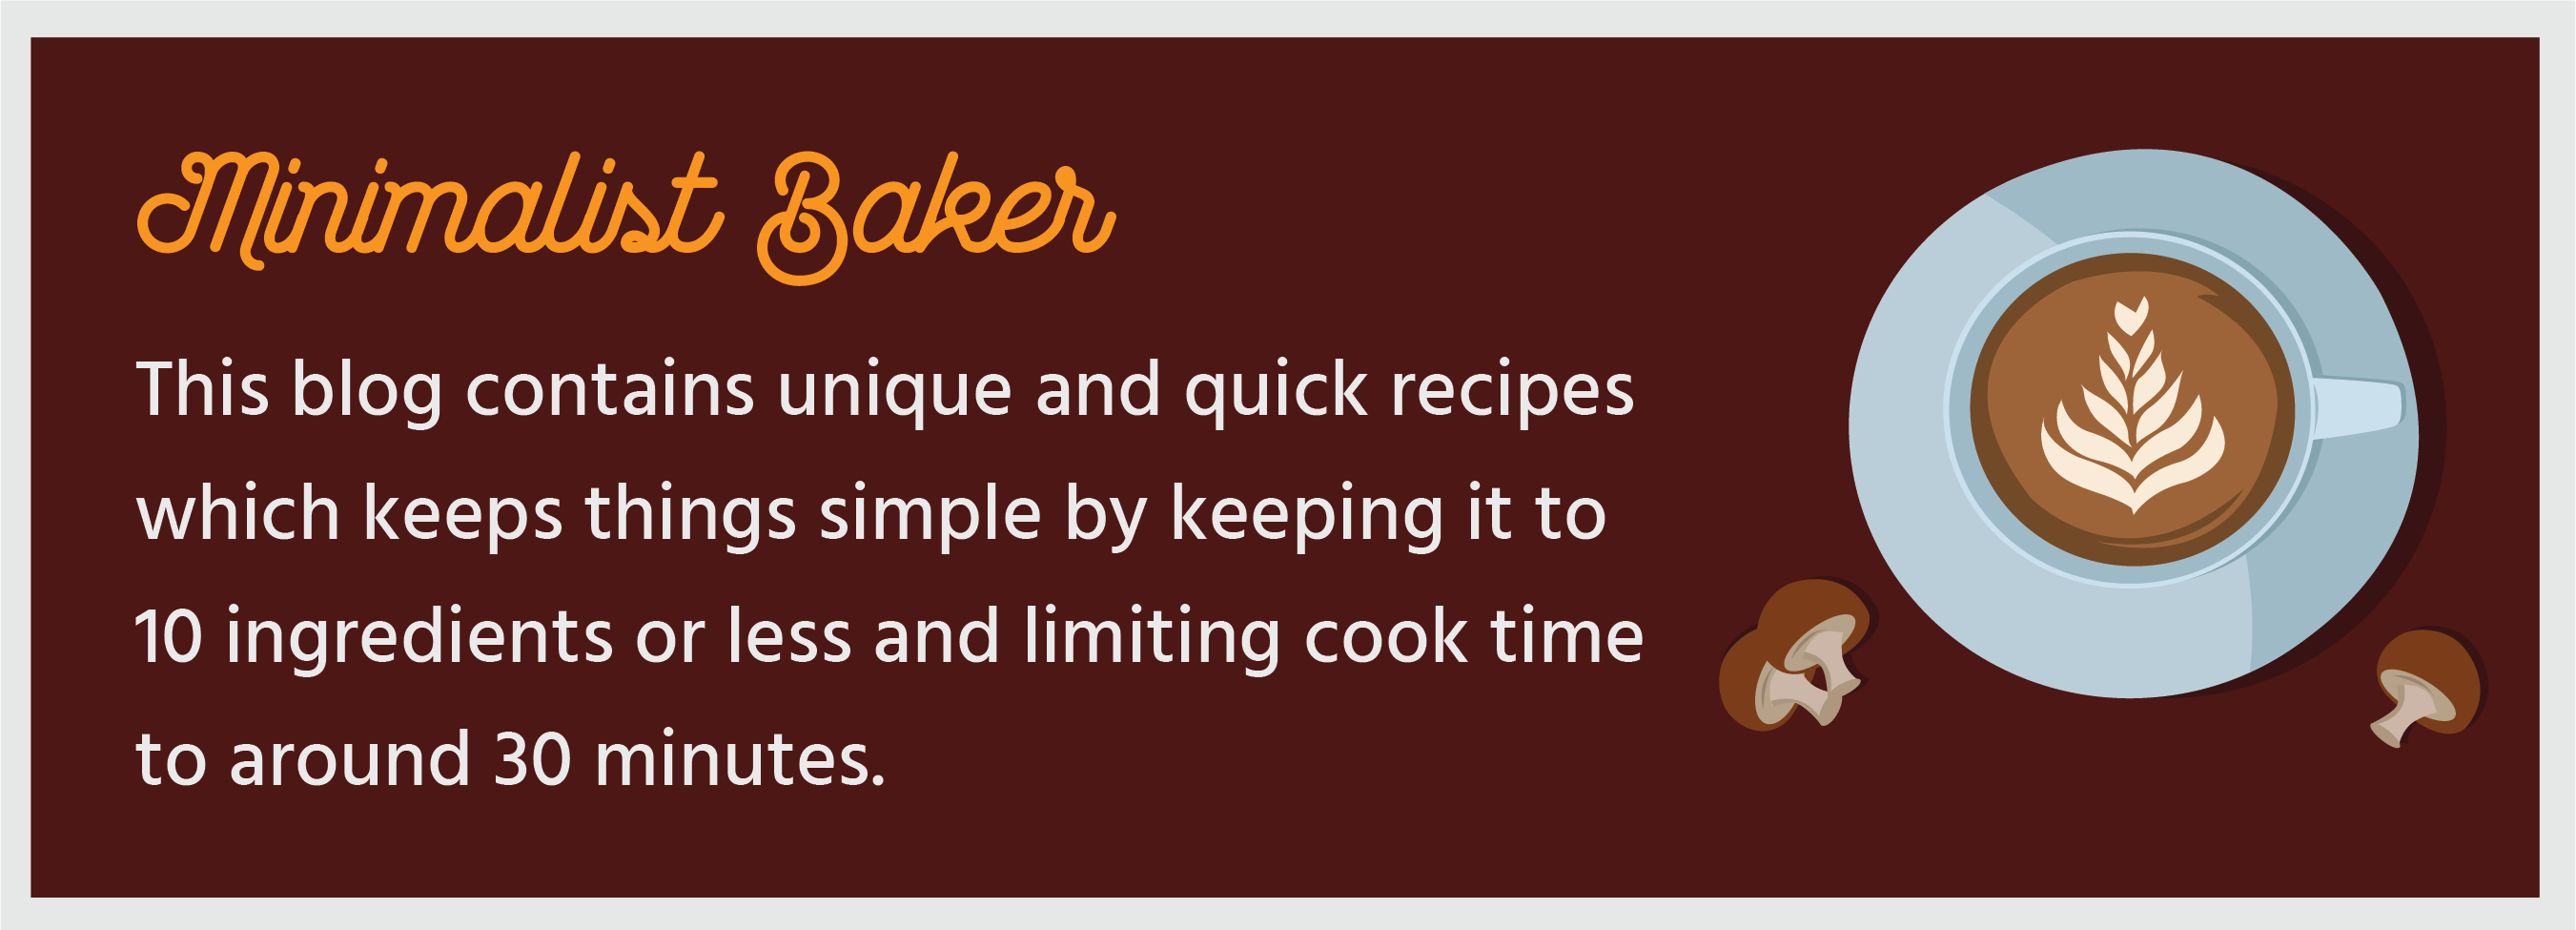 Minimalist Baker
This blog contains unique and quick recipes
which keeps things simple by keeping it to
10 ingredients or less and limiting cook time
to around 30 minutes.